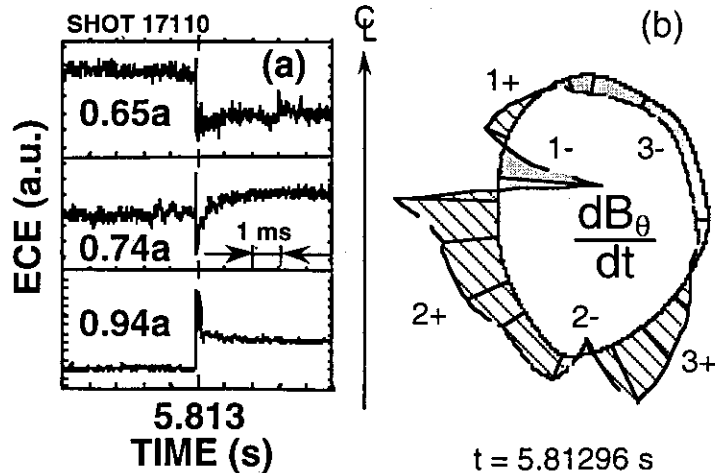 SHOT 17110
(a)
0.65a
0.74a
1 ms
0.94a
ECE (a.u.)
5.813
TIME (s)
℄
(b)
1+
1-
3-
dBθ
dt
2+
2-
3+
t = 5.81296 s